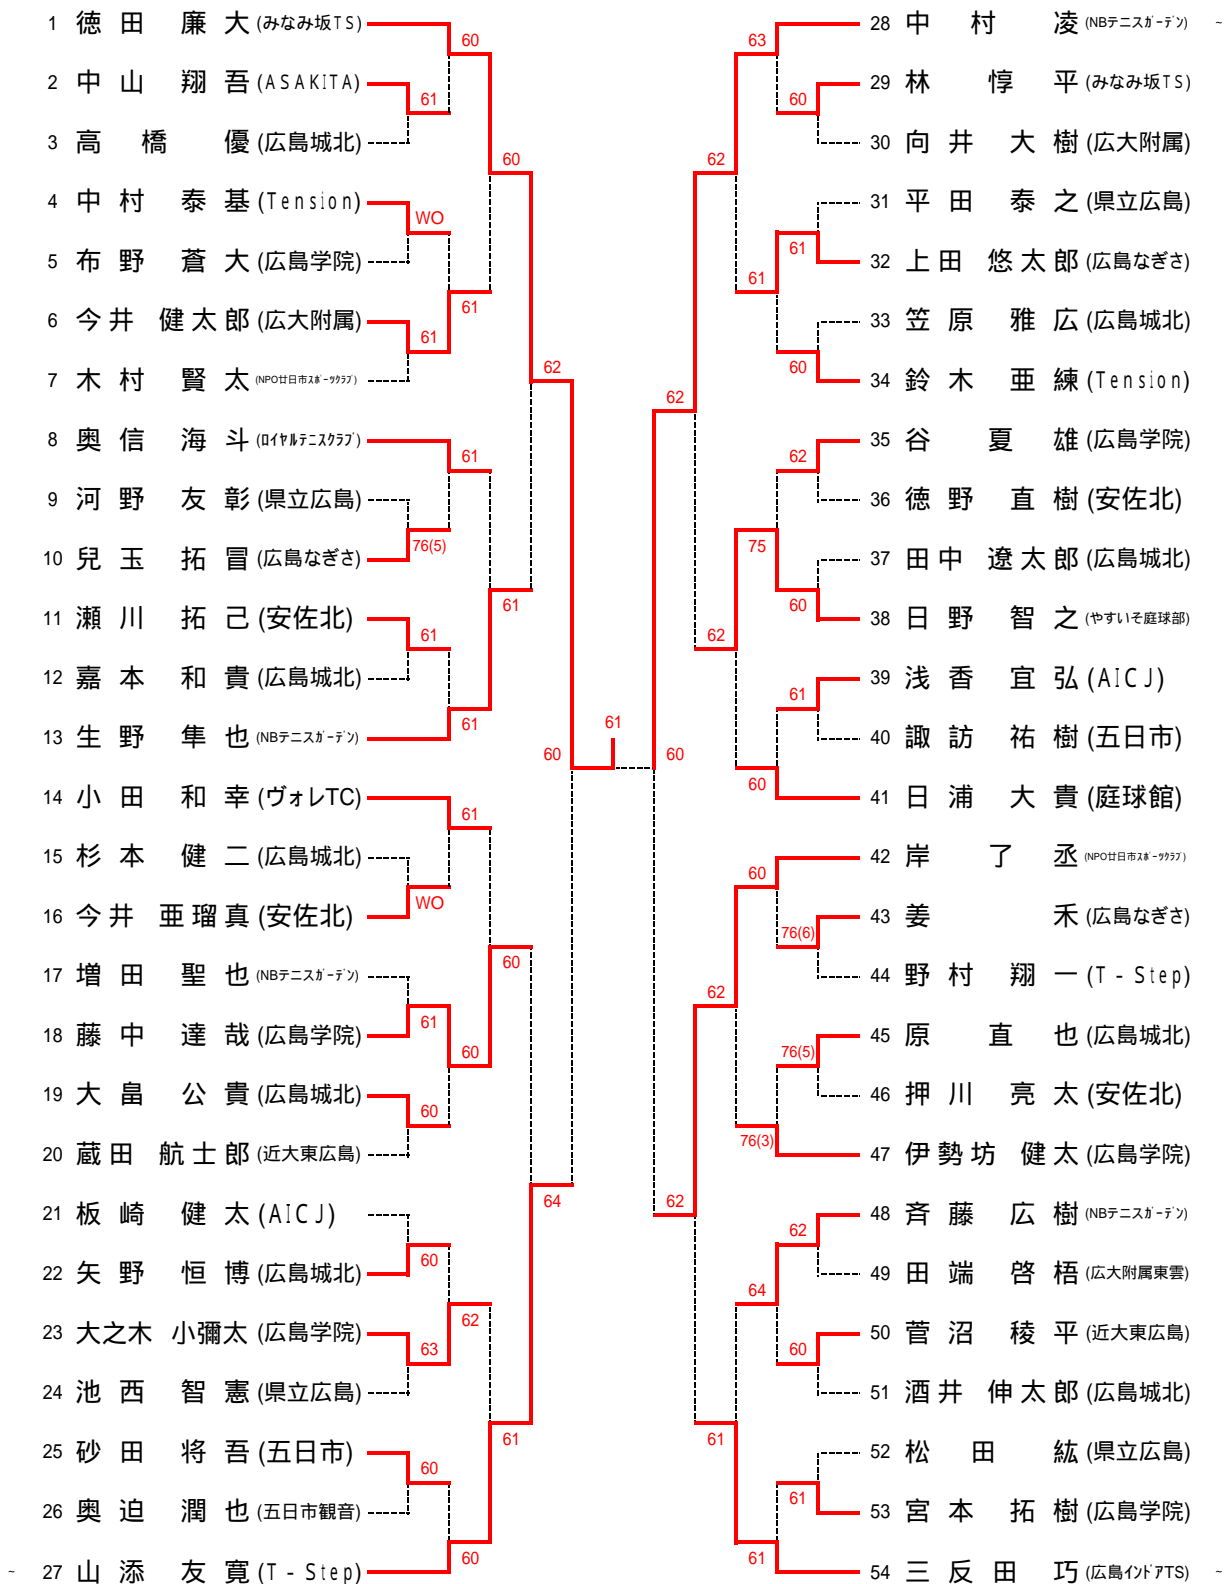 1 徳田 廉大 (みなみ坂TS)
60
2 中山 翔吾 (ASAKITA)
61
3 高橋 優 (広島城北)
60
4 中村 泰基 (Tension)
WO
5 布野 蒼大 (広島学院)
61
6 今井 健太郎 (広大附属)
61
7 木村 賢太 (NPO廿日市スポーツクラブ)
62
8 奥信 海斗 (ロイヤルテニスクラブ)
61
9 河野 友彰 (県立広島)
76(5)
10 兒玉 拓冒 (広島なぎさ)
61
11 瀬川 拓己 (安佐北)
61
12 嘉本 和貴 (広島城北)
61
13 生野 隼也 (NBテニスガーデン)
60
61
14 小田 和幸 (ヴォレTC)
61
15 杉本 健二 (広島城北)
WO
16 今井 亜瑠真 (安佐北)
60
17 増田 聖也 (NBテニスガーデン)
61
18 藤中 達哉 (広島学院)
60
19 大畠 公貴 (広島城北)
60
20 蔵田 航士郎 (近大東広島)
64
21 板崎 健太 (AICJ)
60
22 矢野 恒博 (広島城北)
62
23 大之木 小彌太 (広島学院)
63
24 池西 智憲 (県立広島)
61
25 砂田 将吾 (五日市)
60
26 奥迫 潤也 (五日市観音)
60
~ 27 山添 友寛 (T-Step)
63
28 中村 凌 (NBテニスガーデン) ~
29 林 惇平 (みなみ坂TS)
60
30 向井 大樹 (広大附属)
62
31 平田 泰之 (県立広島)
61
32 上田 悠太郎 (広島なぎさ)
61
33 笠原 雅広 (広島城北)
60
34 鈴木 亜練 (Tension)
62
35 谷 夏雄 (広島学院)
62
36 徳野 直樹 (安佐北)
75
37 田中 遼太郎 (広島城北)
60
38 日野 智之 (やすいそ庭球部)
62
39 浅香 宜弘 (AICJ)
61
40 諏訪 祐樹 (五日市)
60
60
41 日浦 大貴 (庭球館)
42 岸 了丞 (NPO廿日市スポーツクラブ)
60
43 姜 禾 (広島なぎさ)
76(6)
44 野村 翔一 (T-Step)
62
45 原 直也 (広島城北)
76(5)
46 押川 亮太 (安佐北)
76(3)
47 伊勢坊 健太 (広島学院)
62
48 斉藤 広樹 (NBテニスガーデン)
62
49 田端 啓梧 (広大附属東雲)
64
50 菅沼 稜平 (近大東広島)
60
51 酒井 伸太郎 (広島城北)
61
52 松田 紘 (県立広島)
61
53 宮本 拓樹 (広島学院)
61
54 三反田 巧 (広島インドアTS) ~